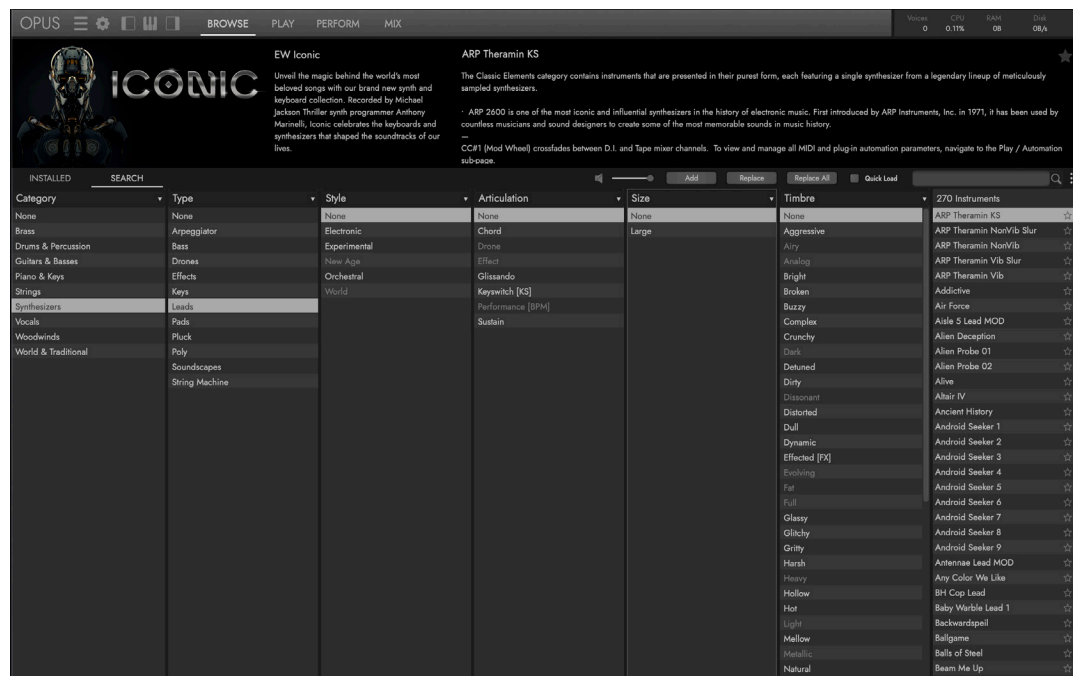 OPUS BROWSE PLAY PERFORM MIX
Voices CPU RAM Disk
0 0.11% 0B 0B/s
ICONIC
EW Iconic
Unveil the magic behind the world's most
beloved songs with our brand new synth and
keyboard collection. Recorded by Michael
Jackson Thriller synth programmer Anthony
Marinelli, Iconic celebrates the keyboards and
synthesizers that shaped the soundtracks of our
lives.
ARP Theramin KS
The Classic Elements category contains instruments that are presented in their purest form, each featuring a single synthesizer from a legendary lineup of meticulously
sampled synthesizers.
· ARP 2600 is one of the most iconic and influential synthesizers in the history of electronic music. First introduced by ARP Instruments, Inc. in 1971, it has been used by
countless musicians and sound designers to create some of the most memorable sounds in music history.
—
CC#1 (Mod Wheel) crossfades between D.I. and Tape mixer channels. To view and manage all MIDI and plug-in automation parameters, navigate to the Play / Automation
sub-page.
INSTALLED SEARCH Add Replace Replace All Quick Load
Category
None
Brass
Drums & Percussion
Guitars & Basses
Piano & Keys
Strings
Synthesizers
Vocals
Woodwinds
World & Traditional
Type
None
Arpeggiator
Bass
Drones
Effects
Keys
Leads
Pads
Pluck
Poly
Soundscapes
String Machine
Style
None
Electronic
Experimental
New Age
Orchestral
World
Articulation
None
Chord
Drone
Effect
Glissando
Keyswitch [KS]
Performance [BPM]
Sustain
Size
None
Large
Timbre
None
Aggressive
Airy
Analog
Bright
Broken
Buzzy
Complex
Crunchy
Dark
Detuned
Dirty
Dissonant
Distorted
Dull
Dynamic
Effected [FX]
Evolving
Fat
Full
Glassy
Glitchy
Gritty
Harsh
Heavy
Hollow
Hot
Light
Mellow
Metallic
Natural
270 Instruments
ARP Theramin KS
ARP Theramin NonVib Slur
ARP Theramin NonVib
ARP Theramin Vib Slur
ARP Theramin Vib
Addictive
Air Force
Aisle 5 Lead MOD
Alien Deception
Alien Probe 01
Alien Probe 02
Alive
Altair IV
Ancient History
Android Seeker 1
Android Seeker 2
Android Seeker 3
Android Seeker 4
Android Seeker 5
Android Seeker 6
Android Seeker 7
Android Seeker 8
Android Seeker 9
Antennae Lead MOD
Any Color We Like
BH Cop Lead
Baby Warble Lead 1
Backwardspeil
Ballgame
Balls of Steel
Beam Me Up